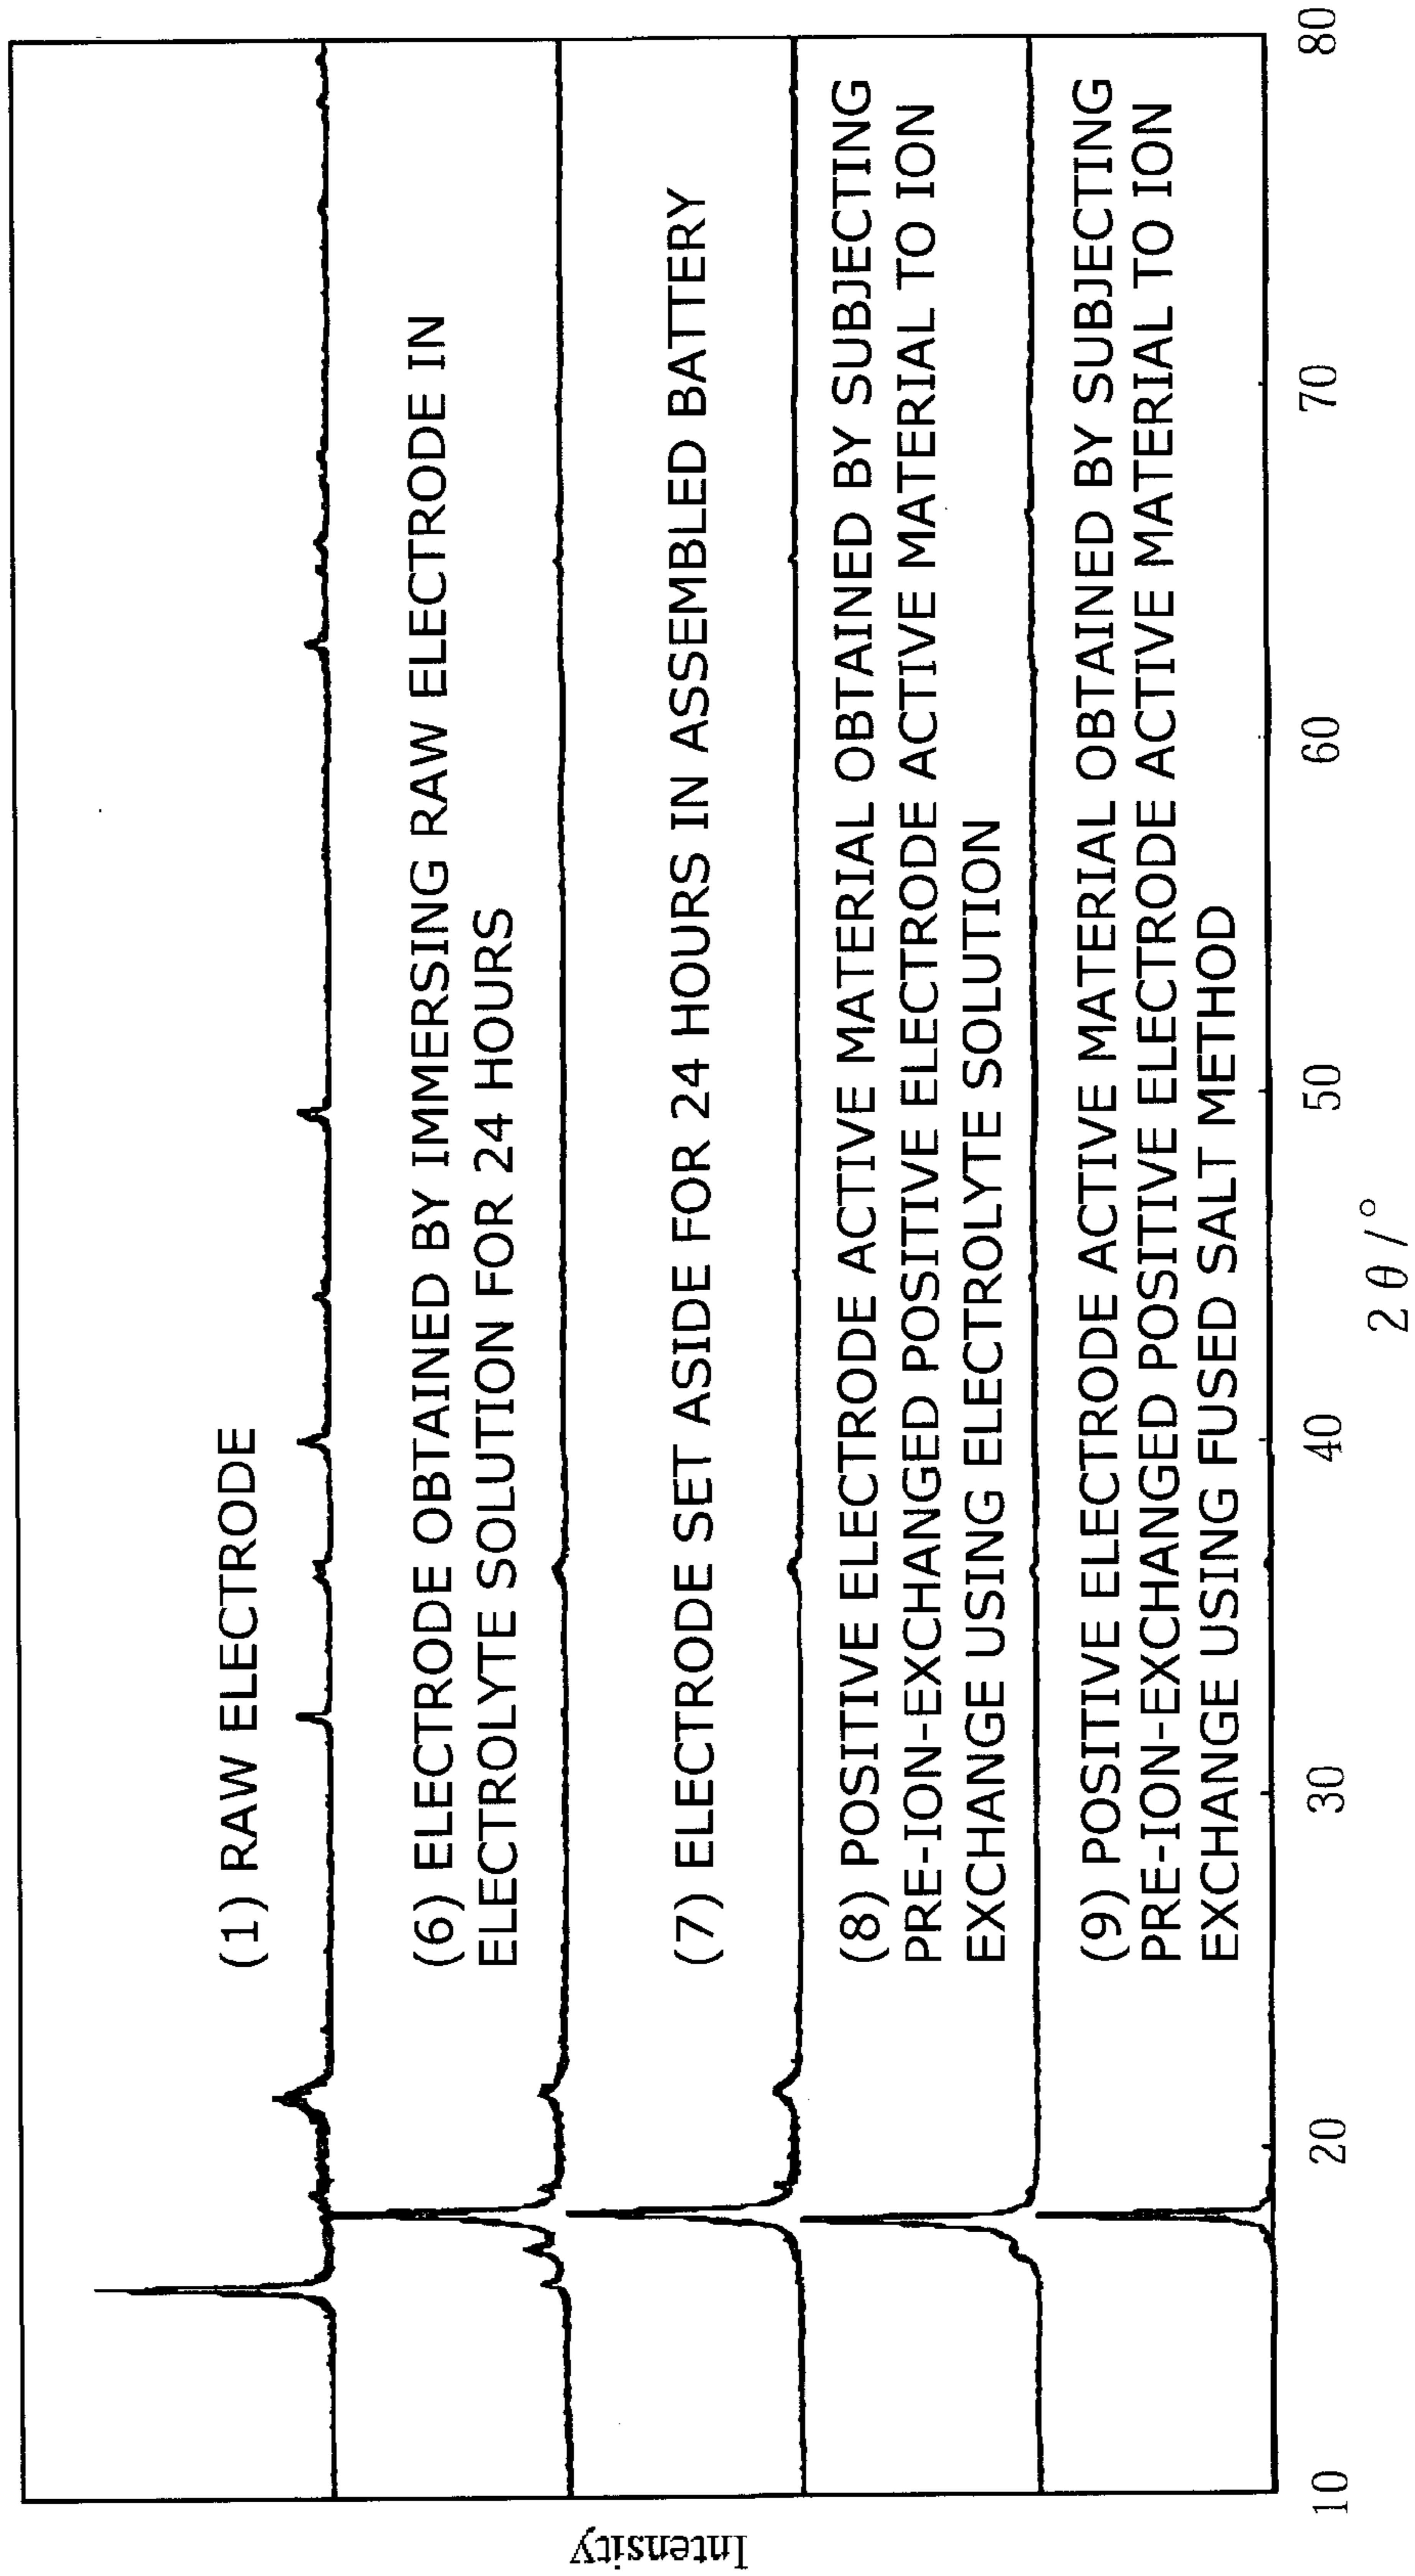 (1) RAW ELECTRODE
(6) ELECTRODE OBTAINED BY IMMERSING RAW ELECTRODE IN
ELECTROLYTE SOLUTION FOR 24 HOURS
(7) ELECTRODE SET ASIDE FOR 24 HOURS IN ASSEMBLED BATTERY
(8) POSITIVE ELECTRODE ACTIVE MATERIAL OBTAINED BY SUBJECTING
PRE-ION-EXCHANGED POSITIVE ELECTRODE ACTIVE MATERIAL TO ION
EXCHANGE USING ELECTROLYTE SOLUTION
(9) POSITIVE ELECTRODE ACTIVE MATERIAL OBTAINED BY SUBJECTING
PRE-ION-EXCHANGED POSITIVE ELECTRODE ACTIVE MATERIAL TO ION
EXCHANGE USING FUSED SALT METHOD
Intensity
10 20 30 40 50 60 70 80
2 θ /°